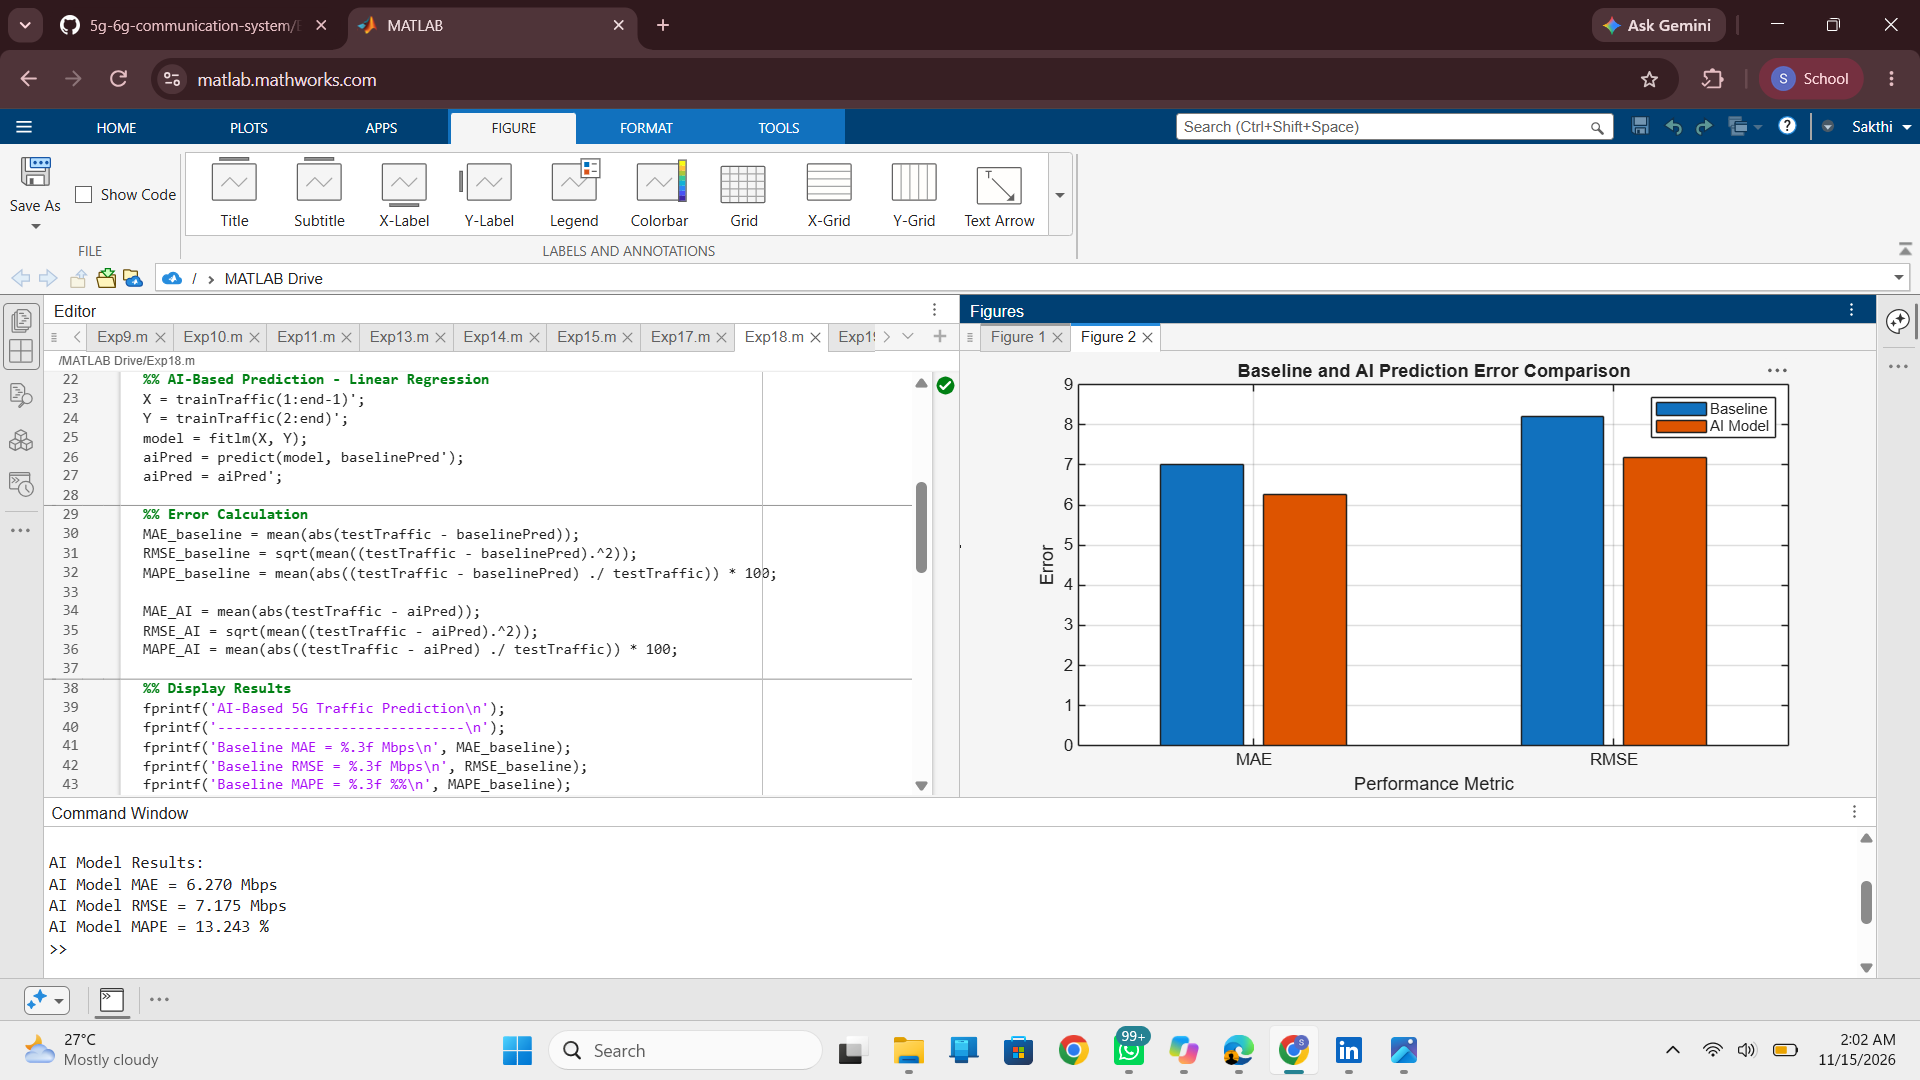 5g-6g-communication-system/
MATLAB
Ask Gemini
matlab.mathworks.com
S School
HOME PLOTS APPS FIGURE FORMAT TOOLS
Search (Ctrl+Shift+Space)
Sakthi
Save As
Show Code
Title Subtitle X-Label Y-Label Legend Colorbar Grid X-Grid Y-Grid Text Arrow
FILE LABELS AND ANNOTATIONS
/ › MATLAB Drive
Editor
Exp9.m Exp10.m Exp11.m Exp13.m Exp14.m Exp15.m Exp17.m Exp18.m Exp1
/MATLAB Drive/Exp18.m
22 %% AI-Based Prediction - Linear Regression
23 X = trainTraffic(1:end-1)';
24 Y = trainTraffic(2:end)';
25 model = fitlm(X, Y);
26 aiPred = predict(model, baselinePred');
27 aiPred = aiPred';
28
29 %% Error Calculation
30 MAE_baseline = mean(abs(testTraffic - baselinePred));
31 RMSE_baseline = sqrt(mean((testTraffic - baselinePred).^2));
32 MAPE_baseline = mean(abs((testTraffic - baselinePred) ./ testTraffic)) * 100;
33
34 MAE_AI = mean(abs(testTraffic - aiPred));
35 RMSE_AI = sqrt(mean((testTraffic - aiPred).^2));
36 MAPE_AI = mean(abs((testTraffic - aiPred) ./ testTraffic)) * 100;
37
38 %% Display Results
39 fprintf('AI-Based 5G Traffic Prediction\n');
40 fprintf('------------------------------\n');
41 fprintf('Baseline MAE = %.3f Mbps\n', MAE_baseline);
42 fprintf('Baseline RMSE = %.3f Mbps\n', RMSE_baseline);
43 fprintf('Baseline MAPE = %.3f %%\n', MAPE_baseline);
Figures
Figure 1 Figure 2
Baseline and AI Prediction Error Comparison
Baseline
AI Model
9
8
7
6
5
4
3
2
1
0
Error
MAE RMSE
Performance Metric
Command Window
AI Model Results:
AI Model MAE = 6.270 Mbps
AI Model RMSE = 7.175 Mbps
AI Model MAPE = 13.243 %
>>
27°C
Mostly cloudy
Search
99+
2:02 AM
11/15/2026